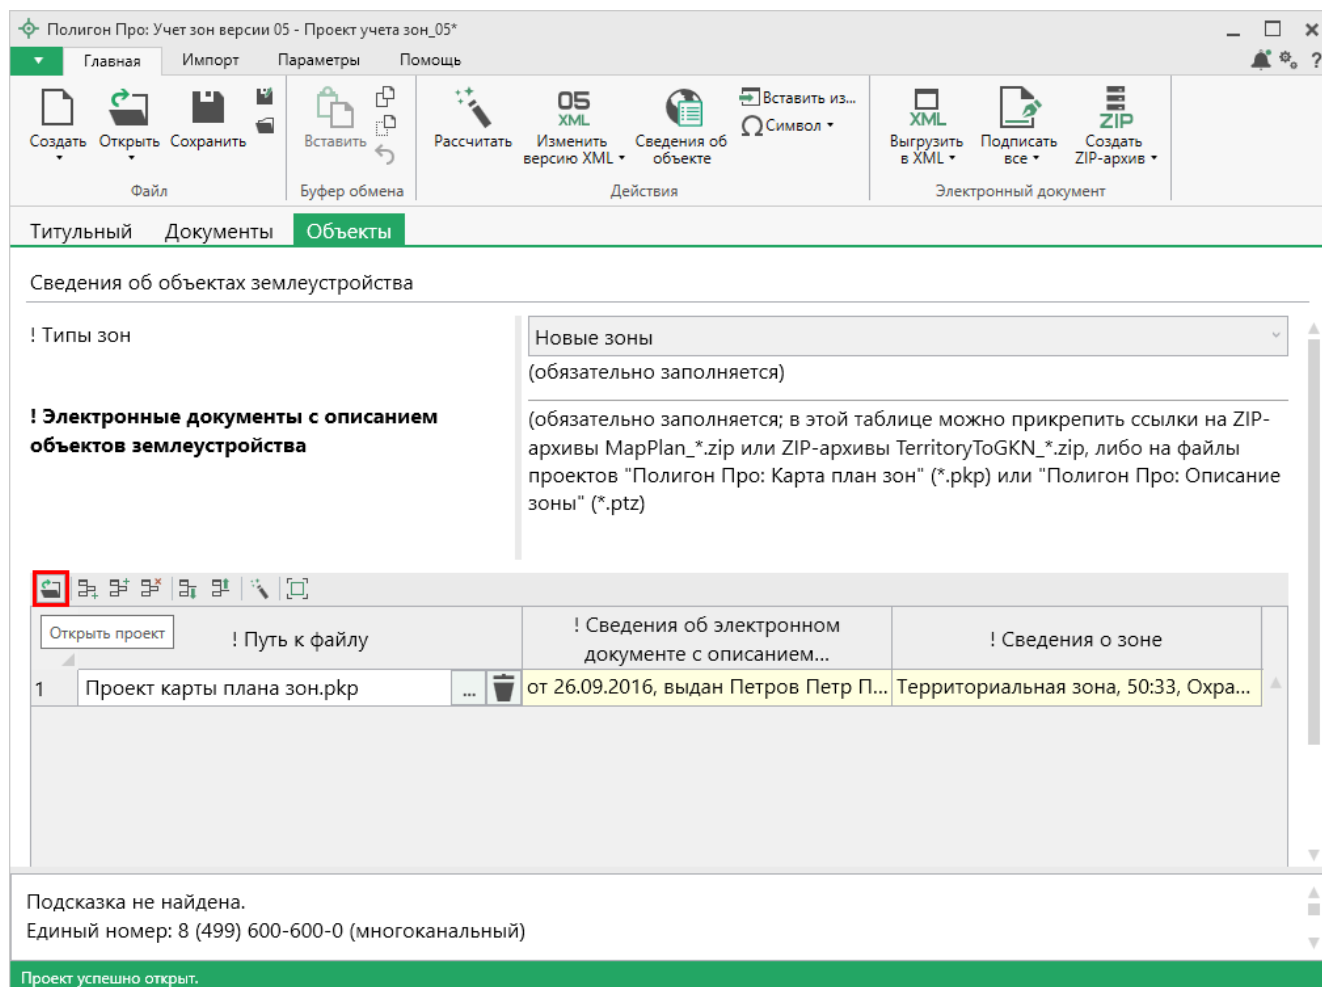 Полигон Про: Учет зон версии 05 - Проект учета зон_05*
Главная Импорт Параметры Помощь
?
Создать Открыть Сохранить
Файл
Вставить
Буфер обмена
Рассчитать
05
XML
Изменить
версию XML
Сведения об
объекте
Вставить из...
Символ
Действия
XML
Выгрузить
в XML
Подписать
все
ZIP
Создать
ZIP-архив
Электронный документ
Титульный Документы Объекты
Сведения об объектах землеустройства
! Типы зон
Новые зоны
(обязательно заполняется)
! Электронные документы с описанием
объектов землеустройства
(обязательно заполняется; в этой таблице можно прикрепить ссылки на ZIP-
архивы MapPlan_*.zip или ZIP-архивы TerritoryToGKN_*.zip, либо на файлы
проектов "Полигон Про: Карта план зон" (*.pkp) или "Полигон Про: Описание
зоны" (*.ptz)
Открыть проект
! Путь к файлу
! Сведения об электронном
документе с описанием...
! Сведения о зоне
1 Проект карты плана зон.pkp ... от 26.09.2016, выдан Петров Петр П... Территориальная зона, 50:33, Охра...
Подсказка не найдена.
Единый номер: 8 (499) 600-600-0 (многоканальный)
Проект успешно открыт.